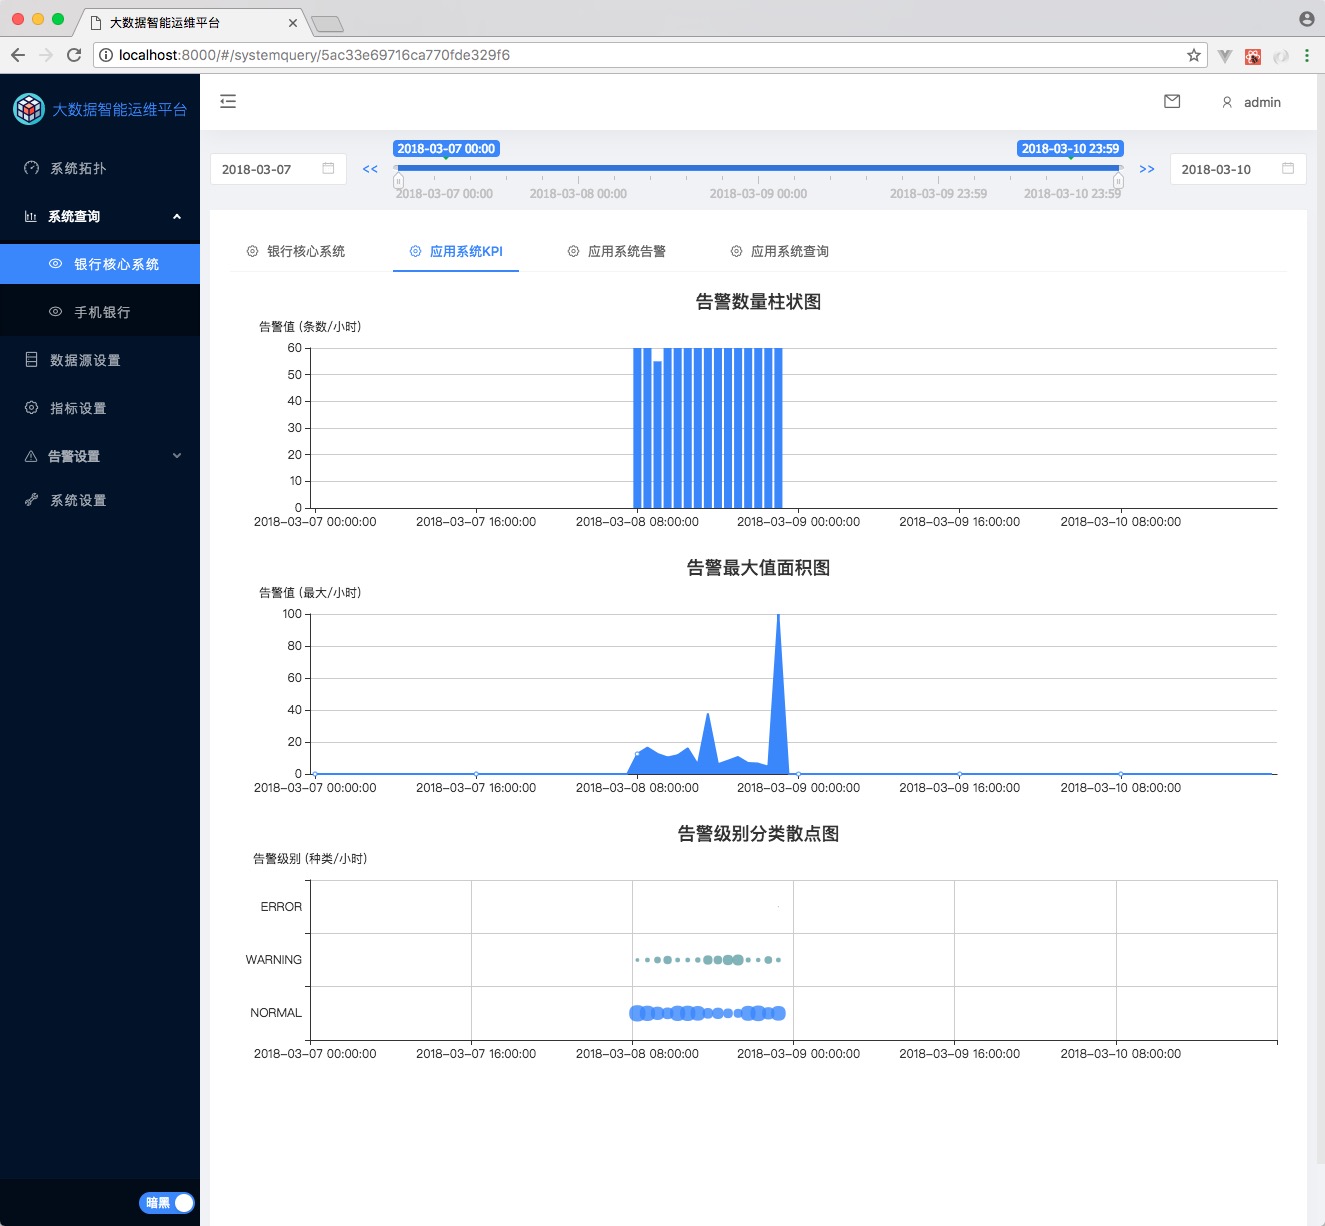 大数据智能运维平台
localhost:8000/#/systemquery/5ac33e69716ca770fde329f6
大数据智能运维平台
admin
系统拓扑
系统查询
银行核心系统
手机银行
数据源设置
指标设置
告警设置
系统设置
暗黑
2018-03-07
<<
2018-03-07 00:00
2018-03-10 23:59
>>
2018-03-10
2018-03-07 00:00
2018-03-08 00:00
2018-03-09 00:00
2018-03-09 23:59
2018-03-10 23:59
银行核心系统
应用系统KPI
应用系统告警
应用系统查询
告警数量柱状图
告警值 (条数/小时)
60
50
40
30
20
10
0
2018-03-07 00:00:00
2018-03-07 16:00:00
2018-03-08 08:00:00
2018-03-09 00:00:00
2018-03-09 16:00:00
2018-03-10 08:00:00
告警最大值面积图
告警值 (最大/小时)
100
80
60
40
20
0
2018-03-07 00:00:00
2018-03-07 16:00:00
2018-03-08 08:00:00
2018-03-09 00:00:00
2018-03-09 16:00:00
2018-03-10 08:00:00
告警级别分类散点图
告警级别 (种类/小时)
ERROR
WARNING
NORMAL
2018-03-07 00:00:00
2018-03-07 16:00:00
2018-03-08 08:00:00
2018-03-09 00:00:00
2018-03-09 16:00:00
2018-03-10 08:00:00